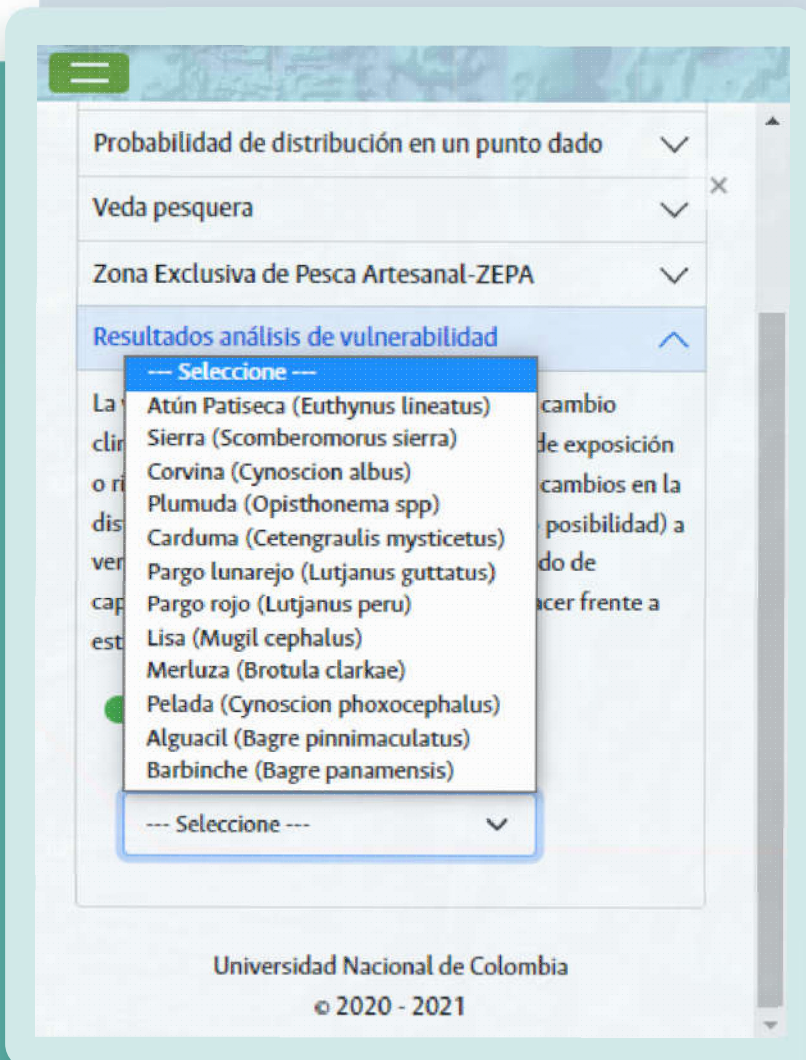 Probabilidad de distribución en un punto dado
Veda pesquera
Zona Exclusiva de Pesca Artesanal-ZEPA
Resultados análisis de vulnerabilidad
--- Seleccione ---
Atún Patiseca (Euthynus lineatus)
Sierra (Scomberomorus sierra)
Corvina (Cynoscion albus)
Plumuda (Opisthonema spp)
Carduma (Cetengraulis mysticetus)
Pargo lunarejo (Lutjanus guttatus)
Pargo rojo (Lutjanus peru)
Lisa (Mugil cephalus)
Merluza (Brotula clarkae)
Pelada (Cynoscion phoxocephalus)
Alguacil (Bagre pinnimaculatus)
Barbinche (Bagre panamensis)
La
cambio
de exposición
cambios en la
posibilidad) a
do de
frente a
--- Seleccione ---
Universidad Nacional de Colombia
© 2020 - 2021